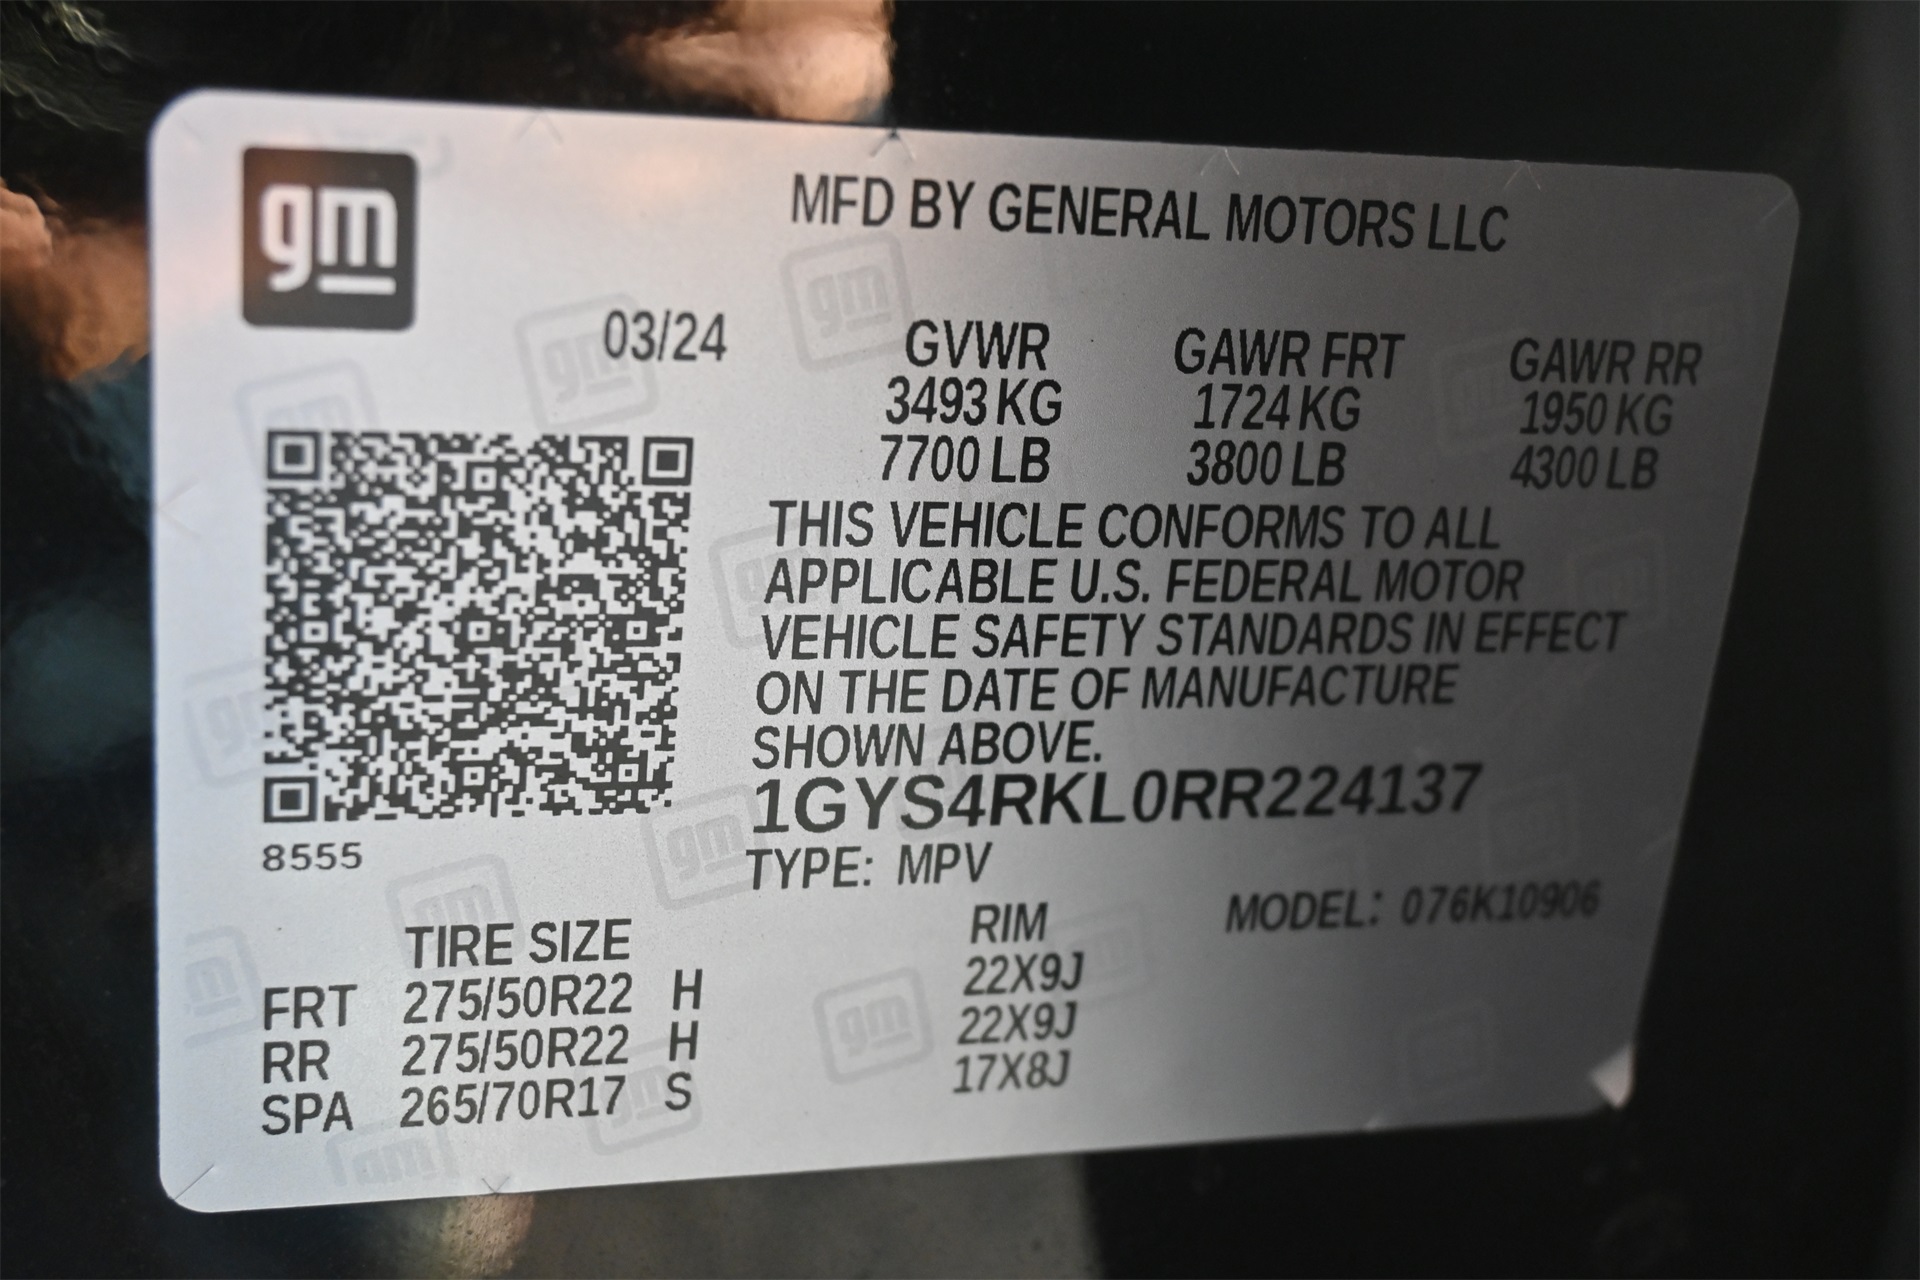 gm
MFD BY GENERAL MOTORS LLC
03/24
GVWR GAWR FRT GAWR RR
3493 KG 1724 KG 1950 KG
7700 LB 3800 LB 4300 LB
THIS VEHICLE CONFORMS TO ALL
APPLICABLE U.S. FEDERAL MOTOR
VEHICLE SAFETY STANDARDS IN EFFECT
ON THE DATE OF MANUFACTURE
SHOWN ABOVE.
1GYS4RKL0RR224137
8555
TYPE: MPV
MODEL: 076K10906
TIRE SIZE RIM
FRT 275/50R22 H 22X9J
RR 275/50R22 H 22X9J
SPA 265/70R17 S 17X8J